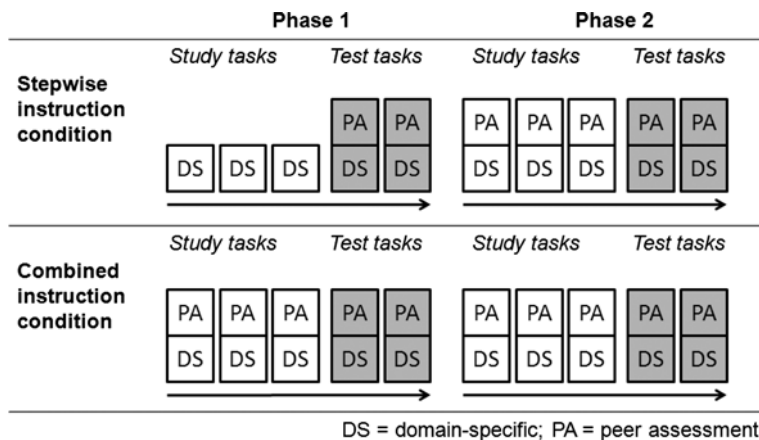 Phase 1 Phase 2
Study tasks Test tasks Study tasks Test tasks
Stepwise
instruction
condition
PA PA PA PA PA PA PA
DS DS DS DS DS DS DS DS DS DS
Study tasks Test tasks Study tasks Test tasks
Combined
instruction
condition
PA PA PA PA PA PA PA PA PA PA
DS DS DS DS DS DS DS DS DS DS
DS = domain-specific; PA = peer assessment